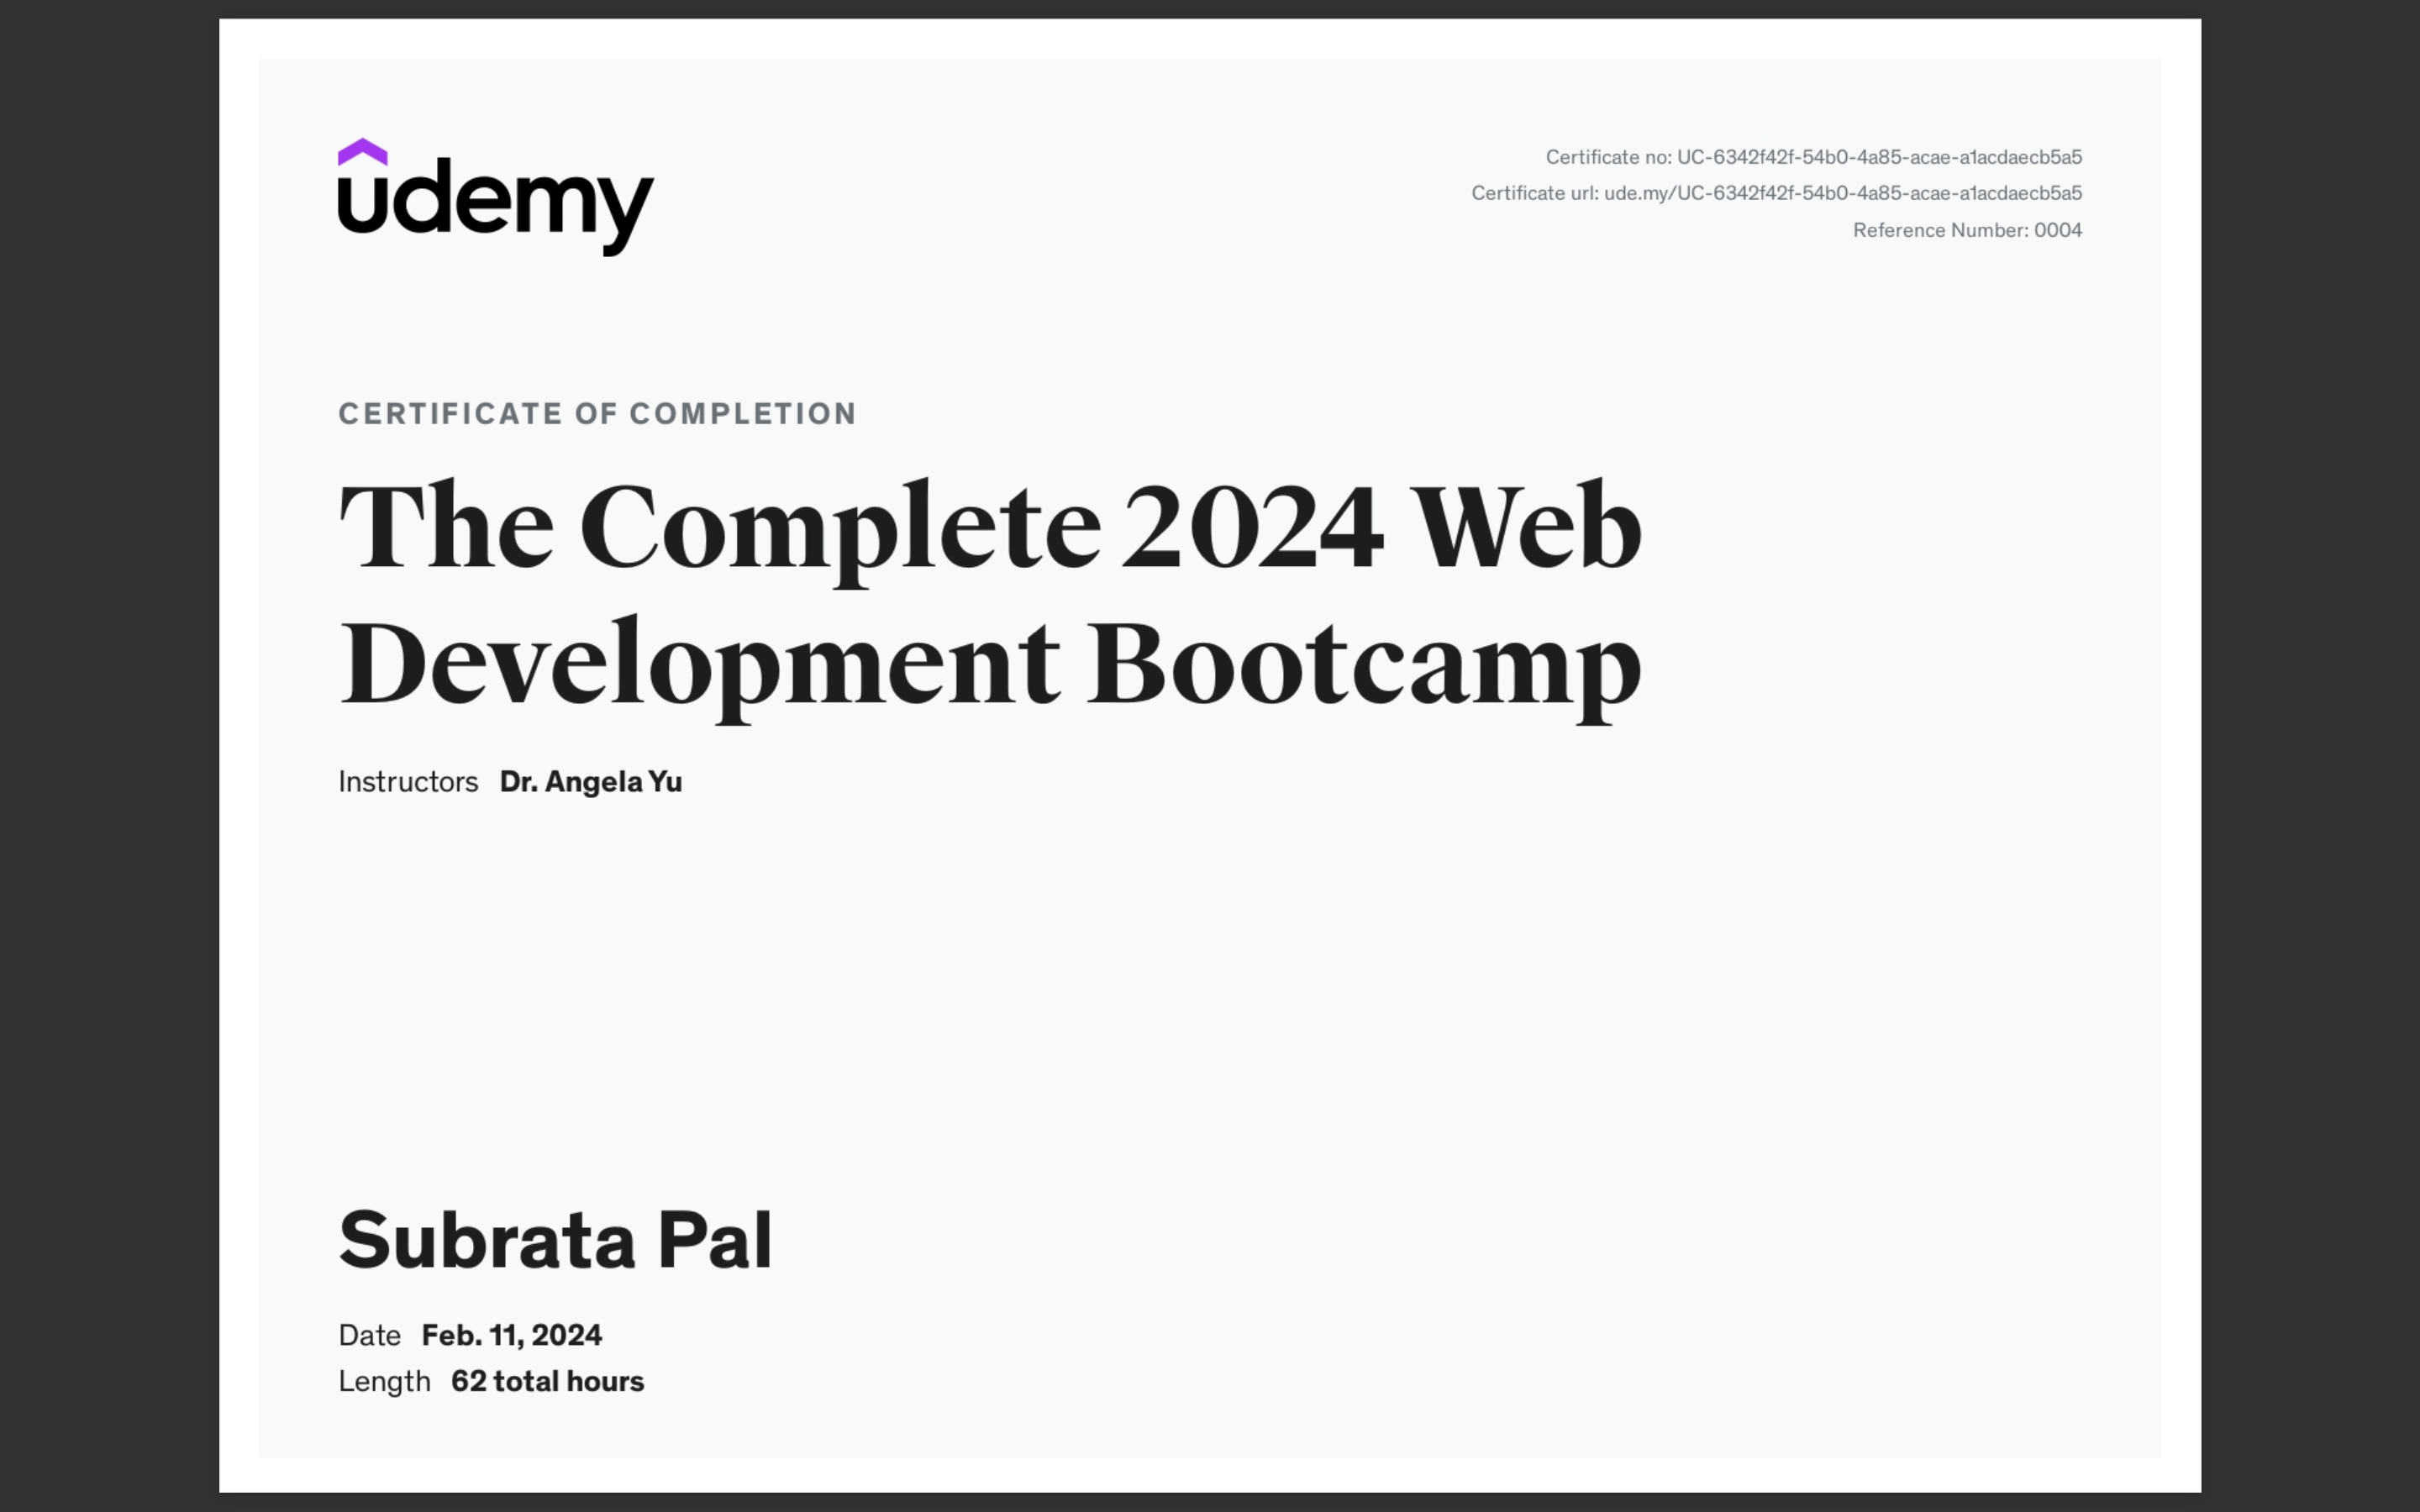 udemy
Certificate no: UC-6342f42f-54b0-4a85-acae-a1acdaecb5a5
Certificate url: ude.my/UC-6342f42f-54b0-4a85-acae-a1acdaecb5a5
Reference Number: 0004
CERTIFICATE OF COMPLETION
The Complete 2024 Web
Development Bootcamp
Instructors Dr. Angela Yu
Subrata Pal
Date Feb. 11, 2024
Length 62 total hours